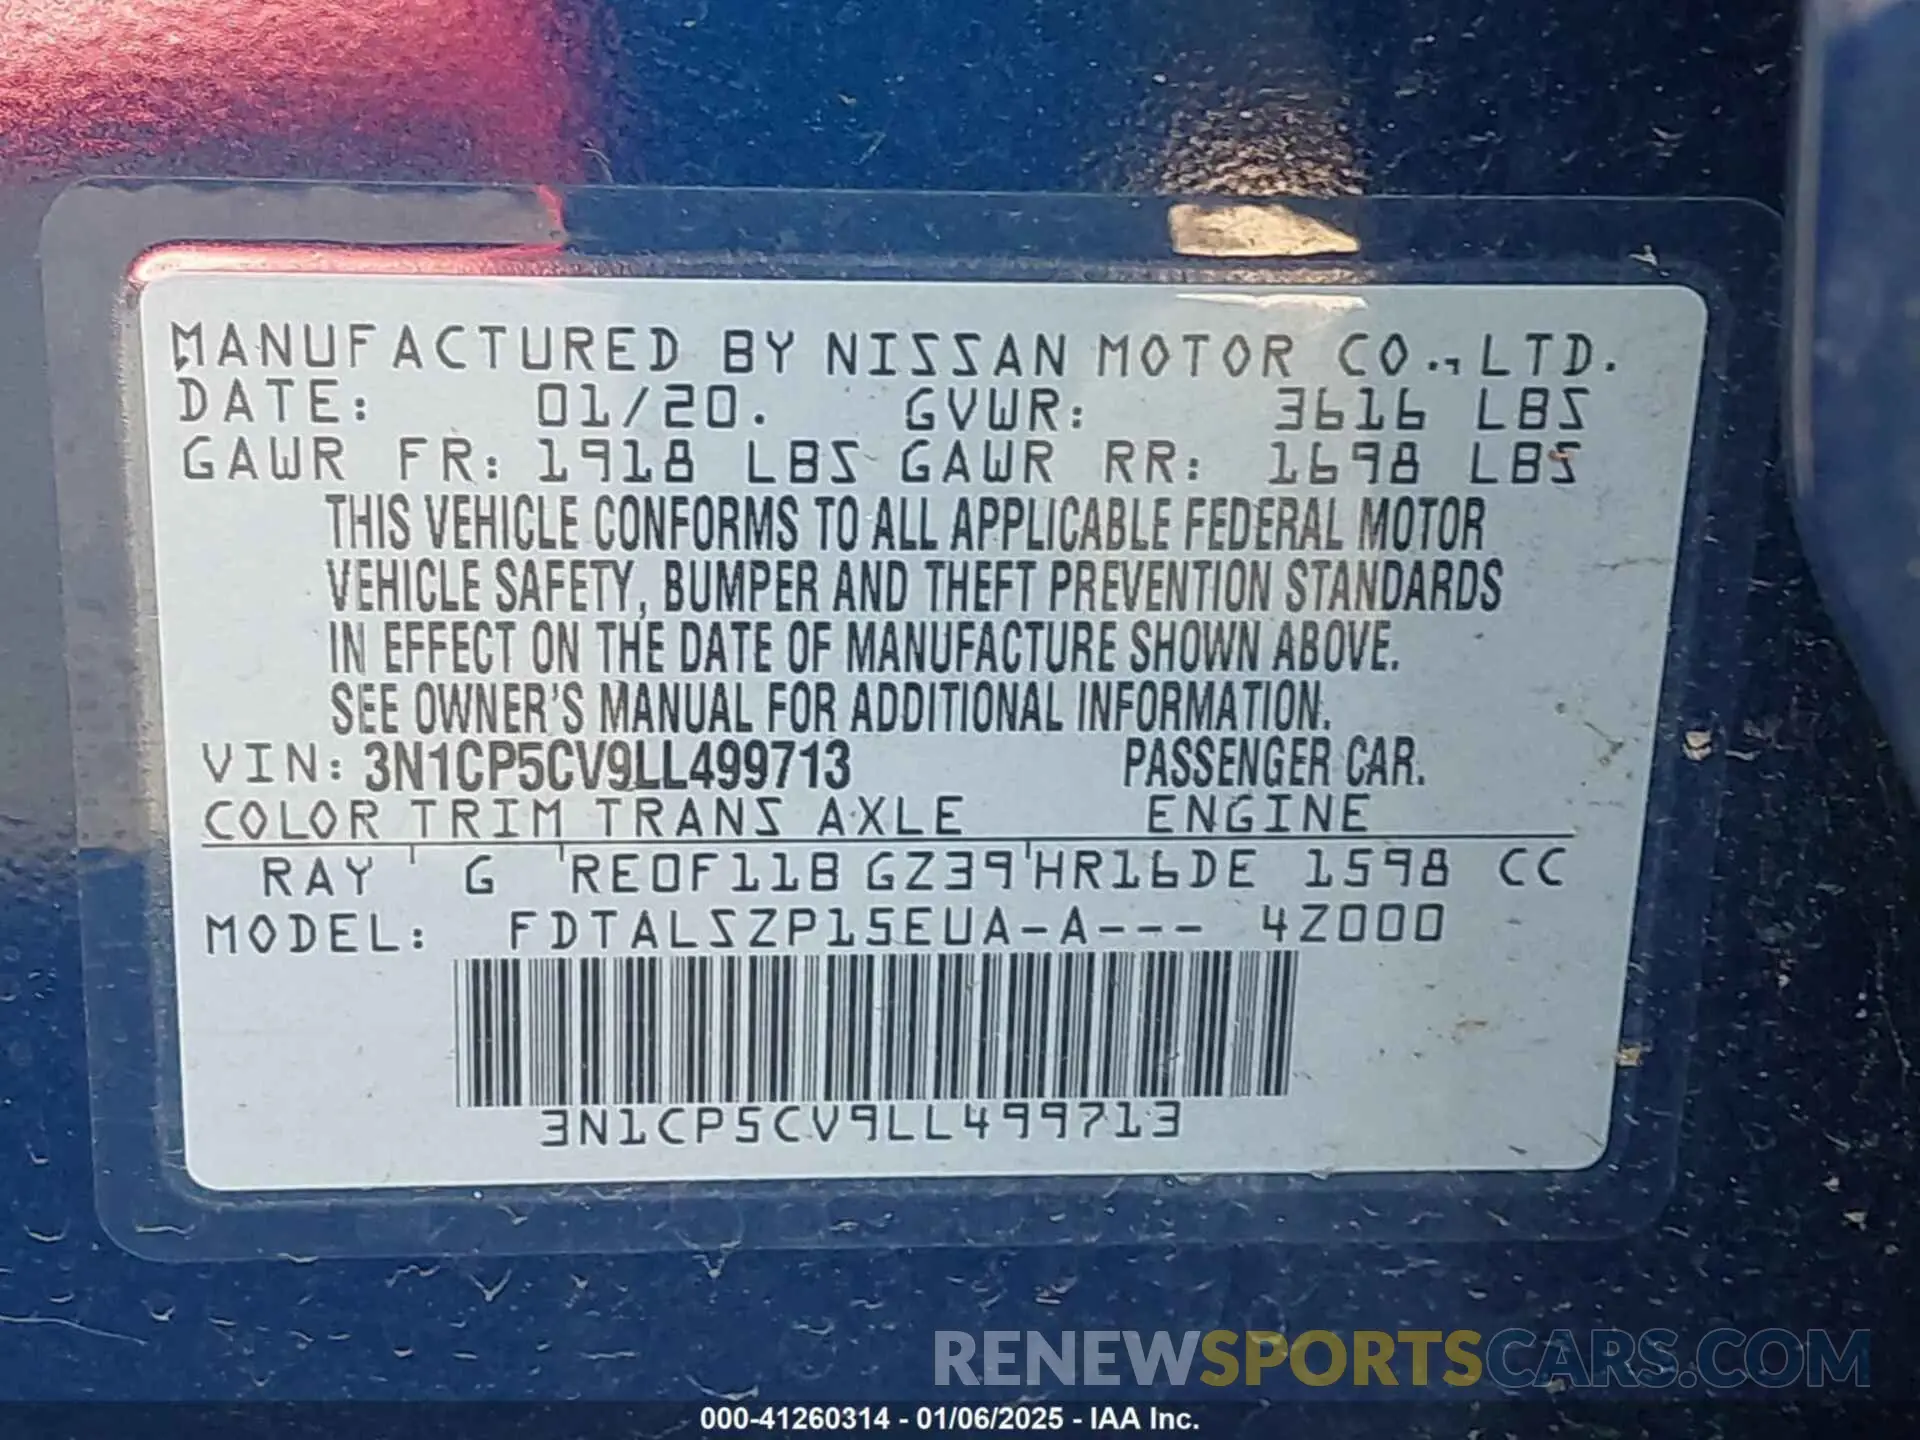 MANUFACTURED BY NISSAN MOTOR CO., LTD.
DATE: 01/20. GVWR: 3616 LBS
GAWR FR: 1918 LBS GAWR RR: 1698 LBS
THIS VEHICLE CONFORMS TO ALL APPLICABLE FEDERAL MOTOR
VEHICLE SAFETY, BUMPER AND THEFT PREVENTION STANDARDS
IN EFFECT ON THE DATE OF MANUFACTURE SHOWN ABOVE.
SEE OWNER'S MANUAL FOR ADDITIONAL INFORMATION.
VIN: 3N1CP5CV9LL499713 PASSENGER CAR.
COLOR TRIM TRANS AXLE ENGINE
RAY G RE0F11B GZ39 HR16DE 1598 CC
MODEL: FDTALSZP15EUA-A--- 4Z000
3N1CP5CV9LL499713
RENEWSPORTSCARS.COM
000-41260314 - 01/06/2025 - IAA Inc.